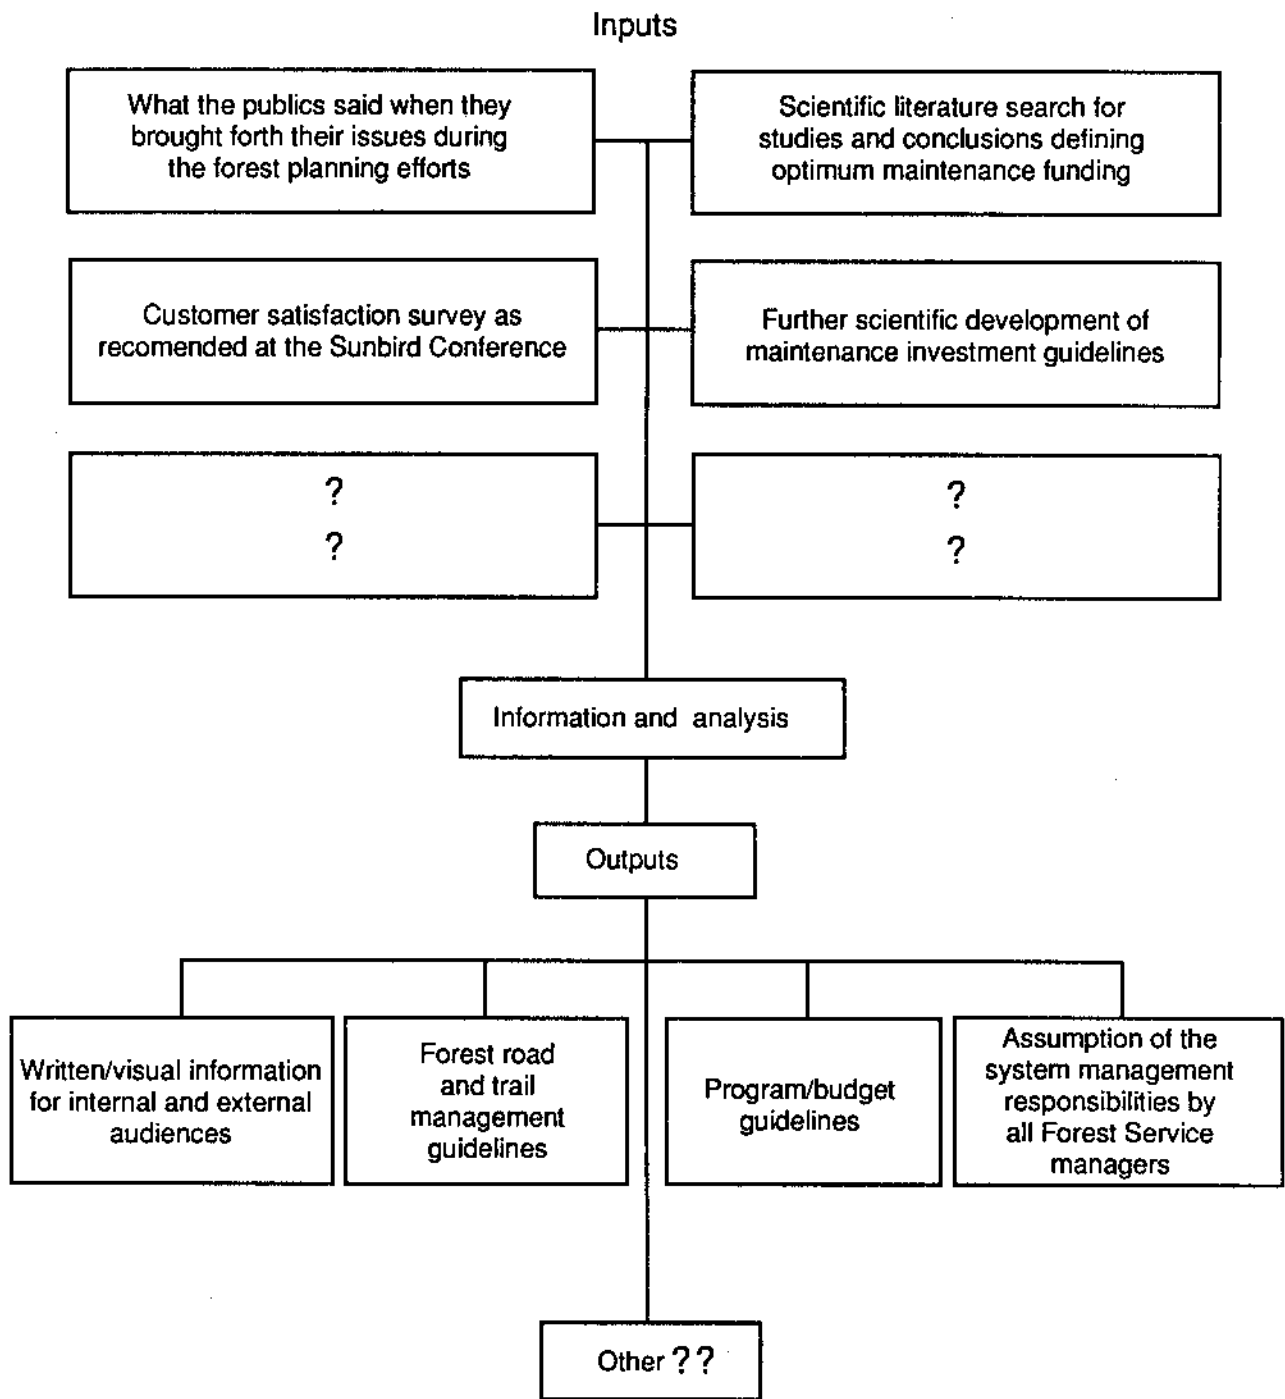 Inputs
What the publics said when they
brought forth their issues during
the forest planning efforts
Scientific literature search for
studies and conclusions defining
optimum maintenance funding
Customer satisfaction survey as
recomended at the Sunbird Conference
Further scientific development of
maintenance investment guidelines
?
?
?
?
Information and analysis
Outputs
Written/visual information
for internal and external
audiences
Forest road
and trail
management
guidelines
Program/budget
guidelines
Assumption of the
system management
responsibilities by
all Forest Service
managers
Other ? ?